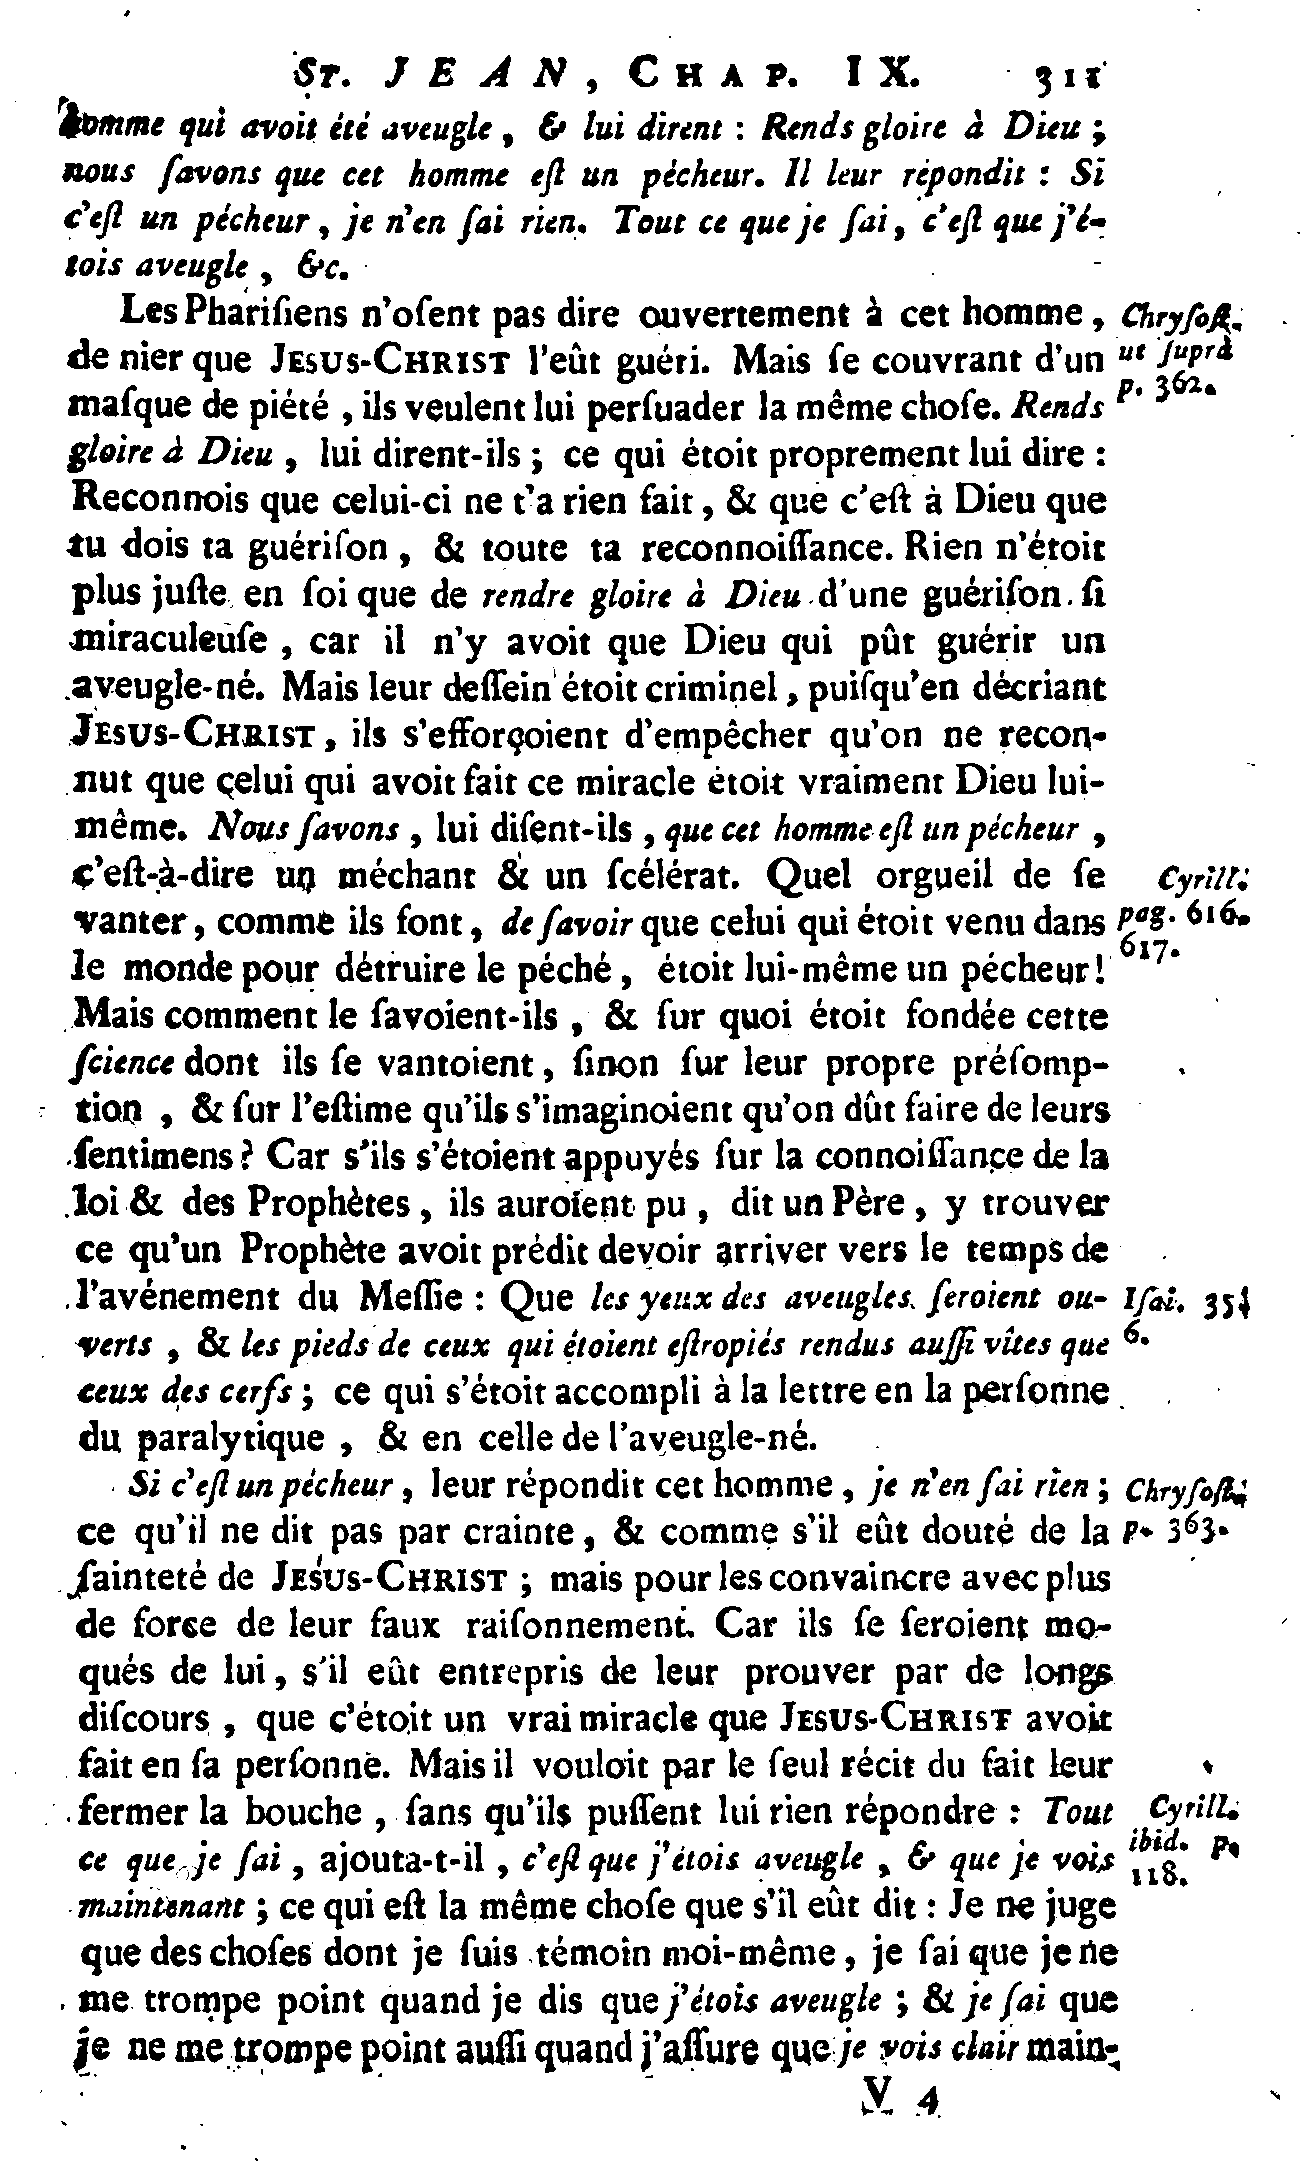 ST. JEAN, CHAP. IX. 311
homme qui avoit été aveugle, & lui dirent : Rends gloire à Dieu ;
nous ſavons que cet homme eſt un pécheur. Il leur répondit : Si
c'eſt un pécheur, je n'en ſai rien. Tout ce que je ſai, c'eſt que j'é-
tois aveugle, &c.
Les Phariſiens n'oſent pas dire ouvertement à cet homme, Chryſoſt.
de nier que JESUS-CHRIST l'eût guéri. Mais ſe couvrant d'un ut ſuprà
maſque de piété, ils veulent lui perſuader la même choſe. Rends p. 362.
gloire à Dieu, lui dirent-ils ; ce qui étoit proprement lui dire :
Reconnois que celui-ci ne t'a rien fait, & que c'eſt à Dieu que
tu dois ta guériſon, & toute ta reconnoiſſance. Rien n'étoit
plus juſte en ſoi que de rendre gloire à Dieu d'une guériſon ſi
miraculeuſe, car il n'y avoit que Dieu qui pût guérir un
aveugle-né. Mais leur deſſein étoit criminel, puiſqu'en décriant
JESUS-CHRIST, ils s'efforçoient d'empêcher qu'on ne recon-
nut que celui qui avoit fait ce miracle étoit vraiment Dieu lui-
même. Nous ſavons, lui diſent-ils, que cet homme eſt un pécheur,
c'eſt-à-dire un méchant & un ſcélérat. Quel orgueil de ſe Cyrill.
vanter, comme ils font, de ſavoir que celui qui étoit venu dans pag. 616.
le monde pour détruire le péché, étoit lui-même un pécheur! 617.
Mais comment le ſavoient-ils, & ſur quoi étoit fondée cette
ſcience dont ils ſe vantoient, ſinon ſur leur propre préſomp-
tion, & ſur l'eſtime qu'ils s'imaginoient qu'on dût faire de leurs
ſentimens? Car s'ils s'étoient appuyés ſur la connoiſſance de la
loi & des Prophètes, ils auroient pu, dit un Père, y trouver
ce qu'un Prophète avoit prédit devoir arriver vers le temps de
l'avénement du Meſſie : Que les yeux des aveugles ſeroient ou- Iſai. 35.
verts, & les pieds de ceux qui étoient eſtropiés rendus auſſi vîtes que 6.
ceux des cerfs ; ce qui s'étoit accompli à la lettre en la perſonne
du paralytique, & en celle de l'aveugle-né.
Si c'eſt un pécheur, leur répondit cet homme, je n'en ſai rien ; Chryſoſt.
ce qu'il ne dit pas par crainte, & comme s'il eût douté de la p. 363.
ſainteté de JESUS-CHRIST ; mais pour les convaincre avec plus
de force de leur faux raiſonnement. Car ils ſe ſeroient mo-
qués de lui, s'il eût entrepris de leur prouver par de longs
diſcours, que c'étoit un vrai miracle que JESUS-CHRIST avoit
fait en ſa perſonne. Mais il vouloit par le ſeul récit du fait leur
fermer la bouche, ſans qu'ils puſſent lui rien répondre : Tout Cyrill.
ce que je ſai, ajouta-t-il, c'eſt que j'étois aveugle, & que je vois ibid. p.
maintenant ; ce qui eſt la même choſe que s'il eût dit : Je ne juge 118.
que des choſes dont je ſuis témoin moi-même, je ſai que je ne
me trompe point quand je dis que j'étois aveugle ; & je ſai que
je ne me trompe point auſſi quand j'aſſure que je vois clair main-
V 4